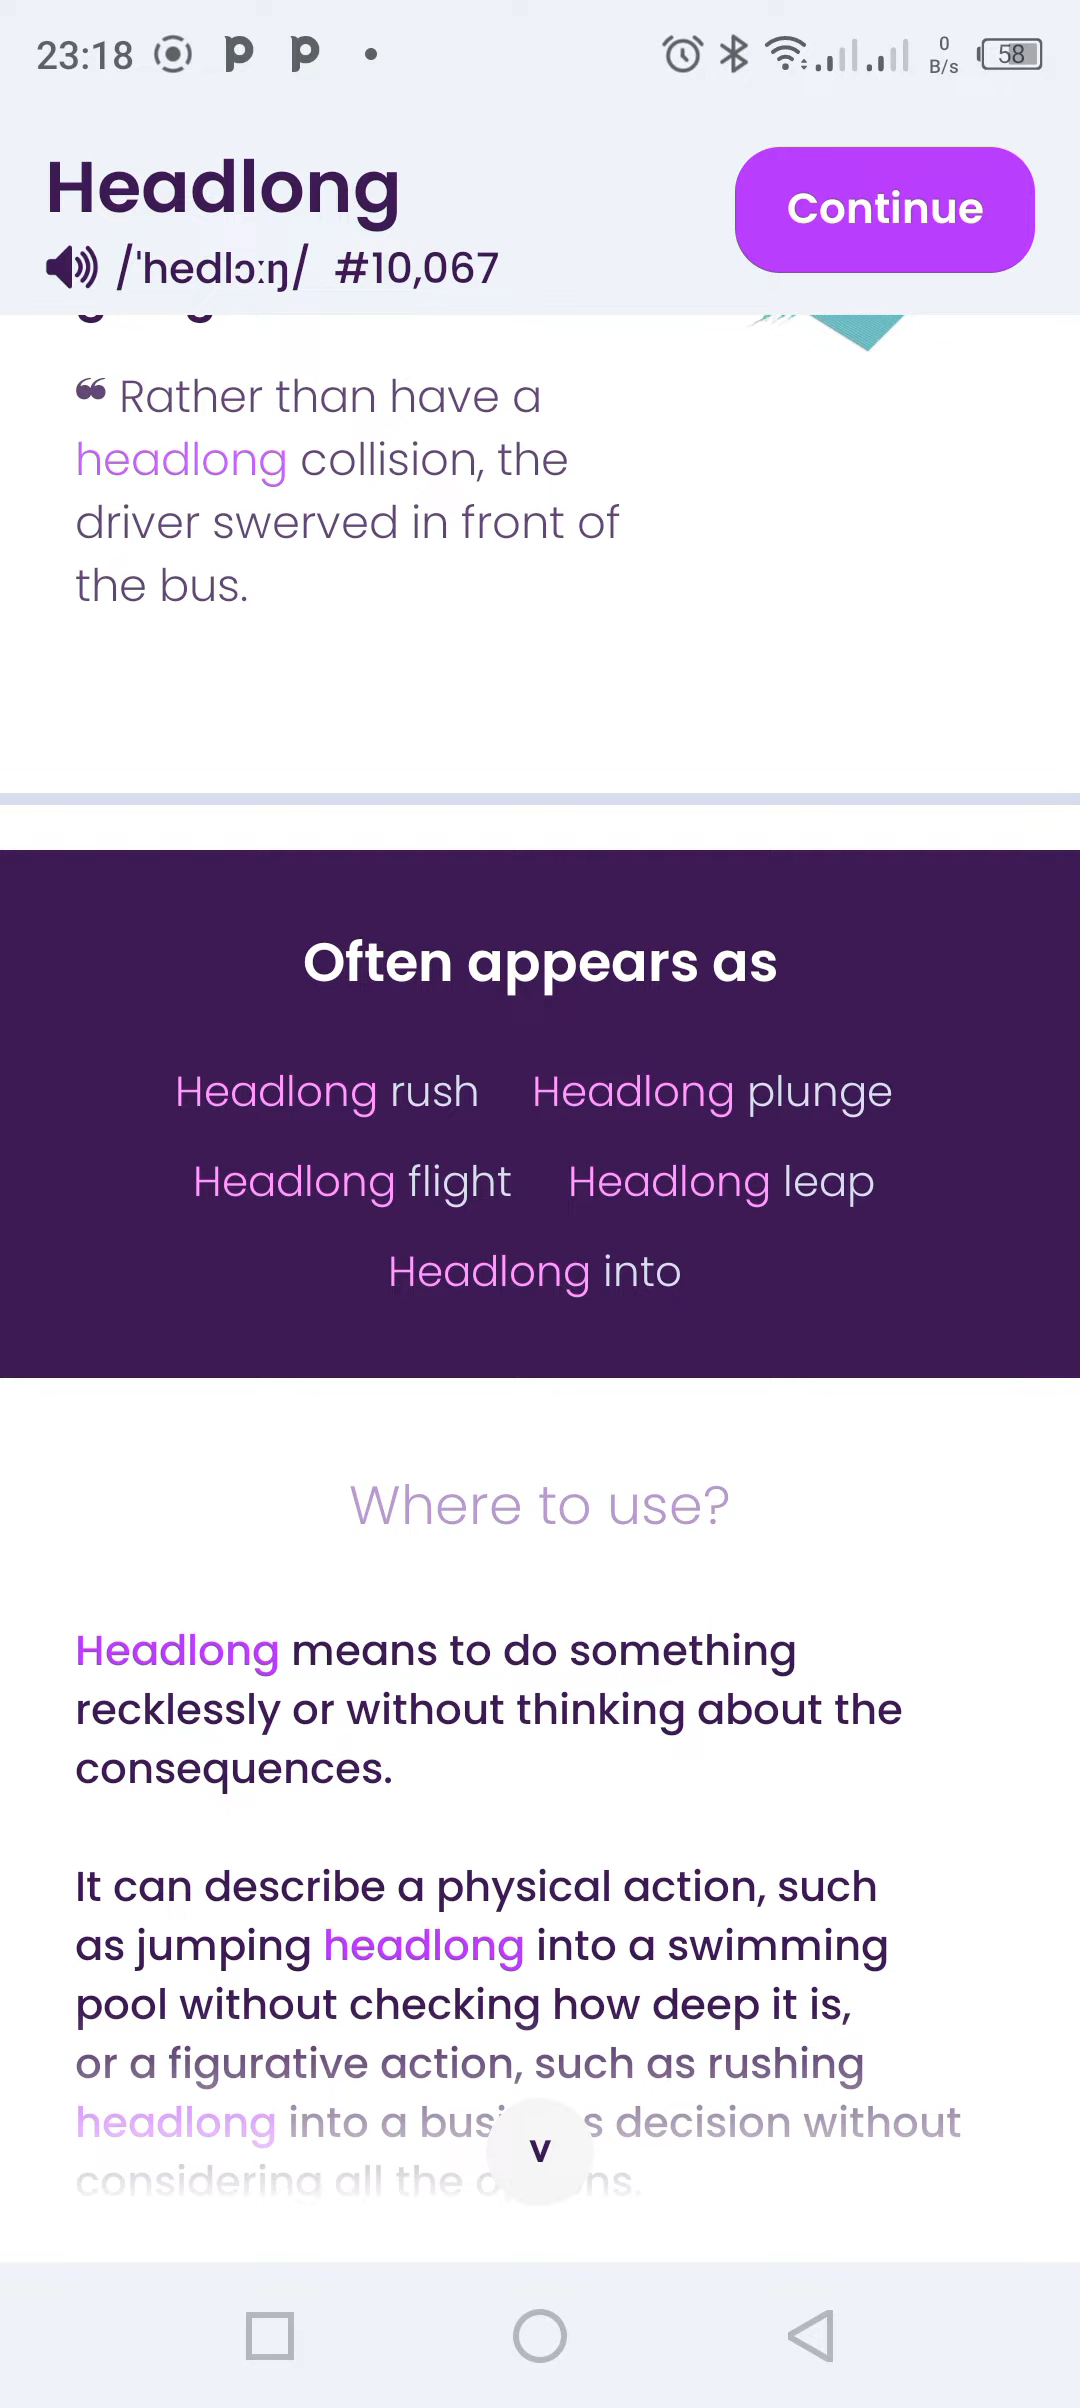 23:18
0
B/s
58
Headlong
Continue
/ˈhedlɔːŋ/ #10,067
❝ Rather than have a
headlong collision, the
driver swerved in front of
the bus.
Often appears as
Headlong rush Headlong plunge
Headlong flight Headlong leap
Headlong into
Where to use?
Headlong means to do something
recklessly or without thinking about the
consequences.
It can describe a physical action, such
as jumping headlong into a swimming
pool without checking how deep it is,
or a figurative action, such as rushing
headlong into a decision without
considering all the